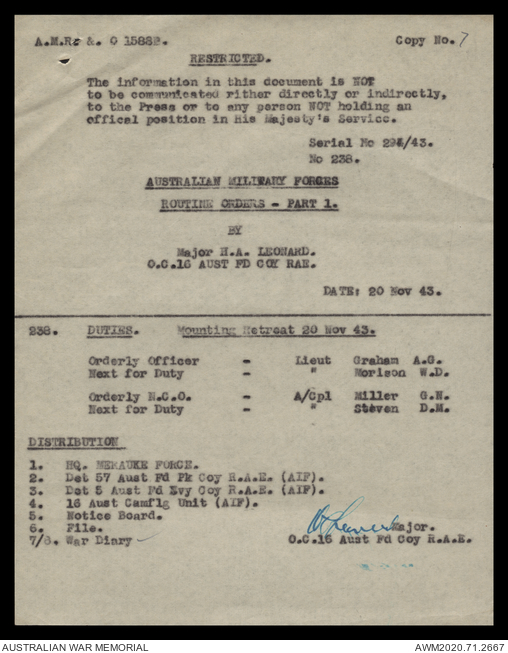 A.M.Rs &. O 15882.
Copy No. 7
RESTRICTED.
The information in this document is NOT
to be communicated rither directly or indirectly,
to the Press or to any person NOT holding an
offical position in His Majesty's Service.
Serial No /43.
No 238.
AUSTRALIAN MILITARY FORGES
ROUTINE ORDERS - PART 1.
BY
Major H.A. LEONARD.
O.C.16 AUST FD COY RAE.
DATE: 20 Nov 43.
238. DUTIES. Mounting Retreat 20 Nov 43.
Orderly Officer - Lieut Graham A.G.
Next for Duty - " Morison W.D.
Orderly N.C.O. - A/Cpl Miller G.N.
Next for Duty - " Steven D.M.
DISTRIBUTION
1. HQ. MERAUKE FORCE.
2. Det 57 Aust Fd Pk Coy R.A.E. (AIF).
3. Det 5 Aust Fd Svy Coy R.A.E. (AIF).
4. 16 Aust Camflg Unit (AIF).
5. Notice Board.
6. File.
7/8. War Diary
Major.
O.C.16 Aust Fd Coy R.A.E.
AUSTRALIAN WAR MEMORIAL
AWM2020.71.2667